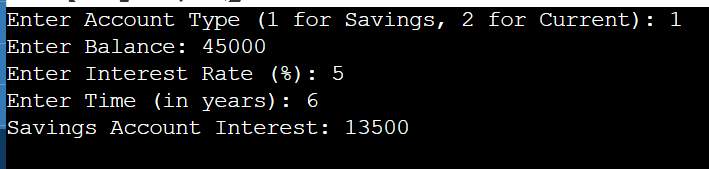 Enter Account Type (1 for Savings, 2 for Current): 1
Enter Balance: 45000
Enter Interest Rate (%): 5
Enter Time (in years): 6
Savings Account Interest: 13500